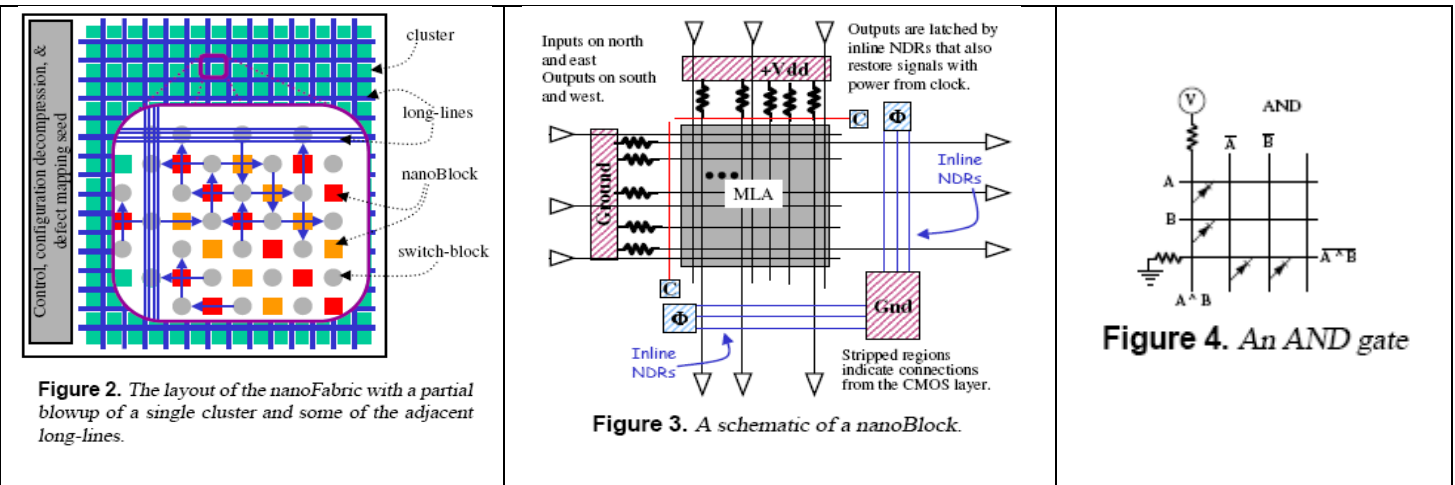 Control, configuration decompression, &
defect mapping seed
cluster
long-lines
nanoBlock
switch-block
Figure 2. The layout of the nanoFabric with a partial
blowup of a single cluster and some of the adjacent
long-lines.
Inputs on north
and east
Outputs on south
and west.
Outputs are latched by
inline NDRs that also
restore signals with
power from clock.
+Vdd
C
Φ
Ground
MLA
Inline
NDRs
C
Φ
Gnd
Inline
NDRs
Stripped regions
indicate connections
from the CMOS layer.
Figure 3. A schematic of a nanoBlock.
V
AND
A̅
B̅
A
B
A̅ ^ B̅
A ^ B
Figure 4. An AND gate